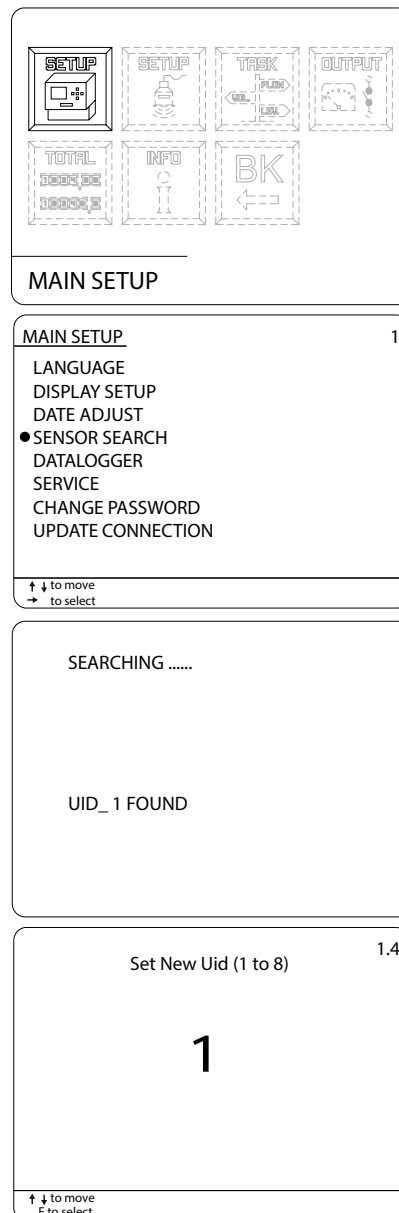 SETUP SETUP TASK OUTPUT
FLOW
VOL.
LEV.
TOTAL INFO BK
MAIN SETUP
MAIN SETUP 1
LANGUAGE
DISPLAY SETUP
DATE ADJUST
●SENSOR SEARCH
DATALOGGER
SERVICE
CHANGE PASSWORD
UPDATE CONNECTION
↑ ↓ to move
→ to select
SEARCHING ......
UID_ 1 FOUND
1.4
Set New Uid (1 to 8)
1
↑ ↓ to move
E to select